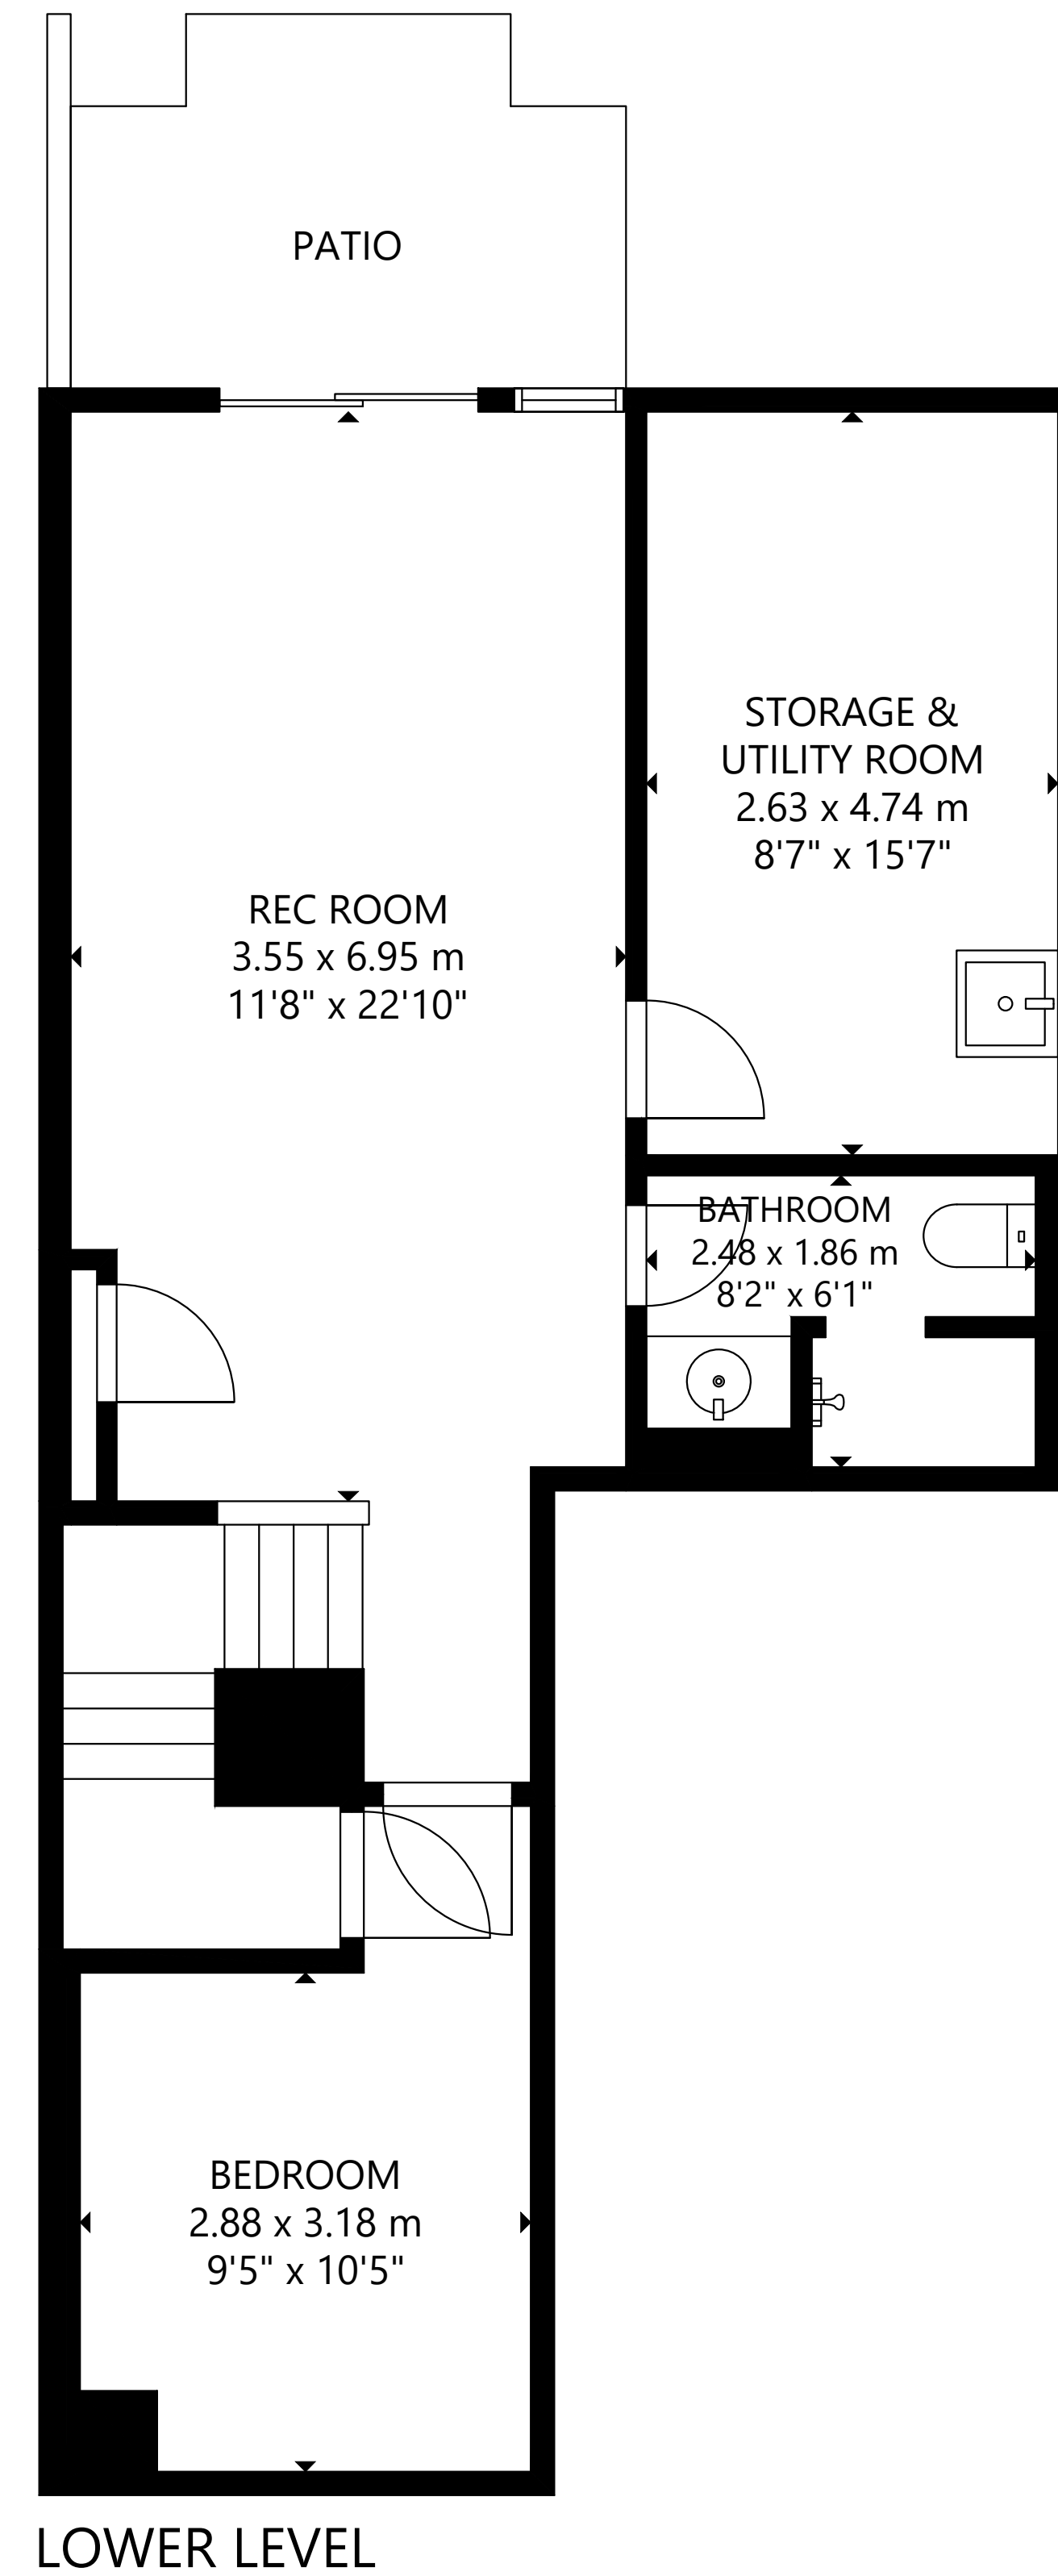 PATIO
STORAGE &
UTILITY ROOM
2.63 x 4.74 m
8'7" x 15'7"
REC ROOM
3.55 x 6.95 m
11'8" x 22'10"
BATHROOM
2.48 x 1.86 m
8'2" x 6'1"
BEDROOM
2.88 x 3.18 m
9'5" x 10'5"
LOWER LEVEL